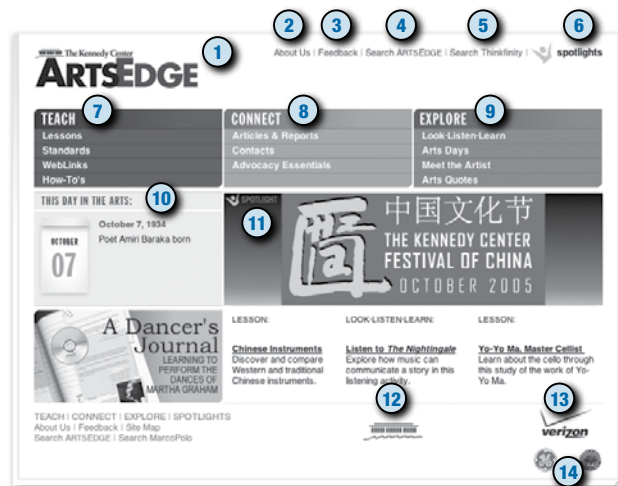 2 3 4 5 6
1
The Kennedy Center
ARTSEDGE
About Us | Feedback | Search ARTSEDGE | Search Thinkfinity | spotlights
7 8 9
TEACH
Lessons
Standards
WebLinks
How-To's
CONNECT
Articles & Reports
Contacts
Advocacy Essentials
EXPLORE
Look-Listen-Learn
Arts Days
Meet the Artist
Arts Quotes
10
THIS DAY IN THE ARTS:
OCTOBER
07
October 7, 1934
Poet Amiri Baraka born
SPOTLIGHT
11
中国文化节
THE KENNEDY CENTER
FESTIVAL OF CHINA
OCTOBER 2005
A Dancer's
Journal
LEARNING TO
PERFORM THE
DANCES OF
MARTHA GRAHAM
LESSON:
Chinese Instruments
Discover and compare
Western and traditional
Chinese instruments.
LOOK·LISTEN·LEARN:
Listen to The Nightingale
Explore how music can
communicate a story in this
listening activity.
LESSON:
Yo-Yo Ma, Master Cellist
Learn about the cello through
this study of the work of Yo-
Yo Ma.
12
13
TEACH | CONNECT | EXPLORE | SPOTLIGHTS
About Us | Feedback | Site Map
Search ARTSEDGE | Search MarcoPolo
verizon
14